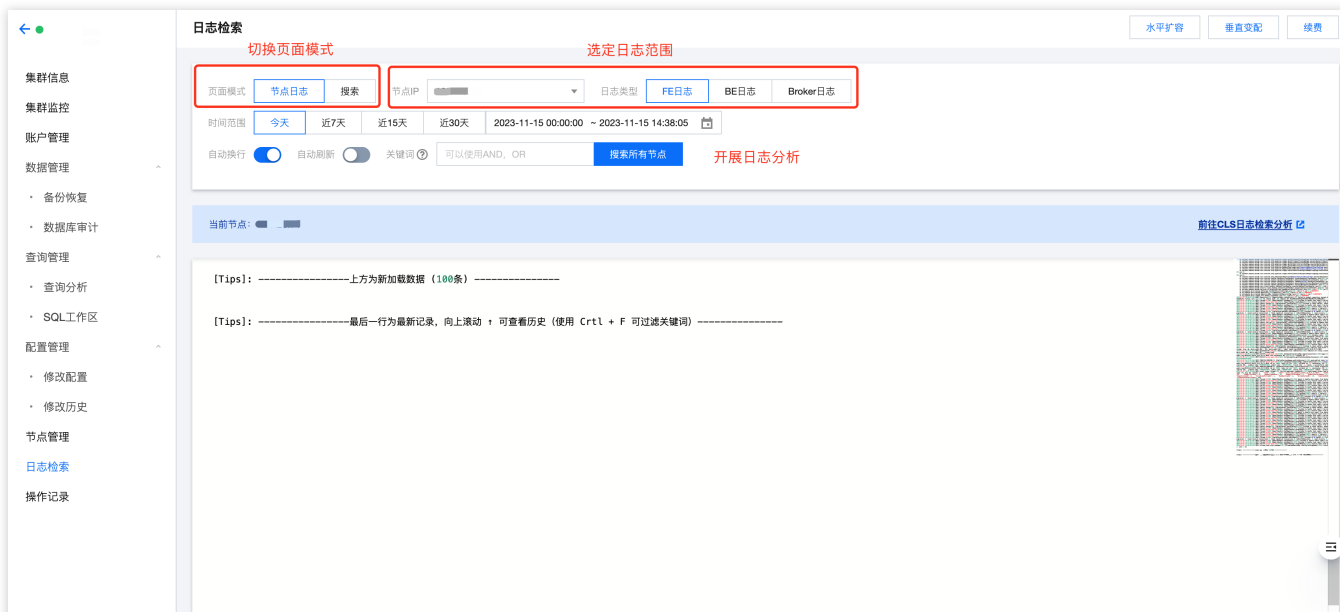 日志检索
水平扩容
垂直变配
续费
切换页面模式
选定日志范围
集群信息
集群监控
账户管理
数据管理
· 备份恢复
· 数据库审计
查询管理
· 查询分析
· SQL工作区
配置管理
· 修改配置
· 修改历史
节点管理
日志检索
操作记录
页面模式 节点日志 搜索 节点IP 日志类型 FE日志 BE日志 Broker日志
时间范围 今天 近7天 近15天 近30天 2023-11-15 00:00:00 ~ 2023-11-15 14:38:05
自动换行 自动刷新 关键词 可以使用AND、OR 搜索所有节点 开展日志分析
当前节点: 前往CLS日志检索分析
[Tips]: ----------------上方为新加载数据 (100条) ---------------
[Tips]: ----------------最后一行为最新记录, 向上滚动 ↑ 可查看历史 (使用 Crtl + F 可过滤关键词) ---------------